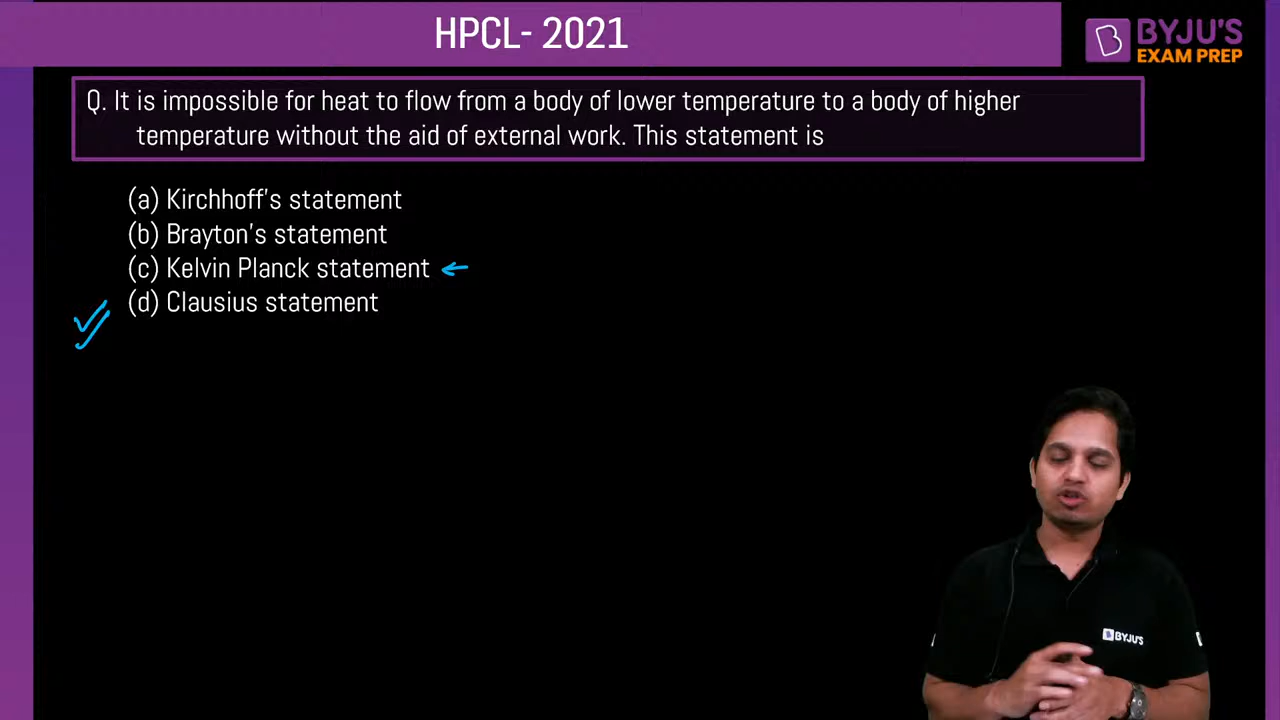 HPCL- 2021
BYJU'S
EXAM PREP
Q. It is impossible for heat to flow from a body of lower temperature to a body of higher
temperature without the aid of external work. This statement is
(a) Kirchhoff's statement
(b) Brayton's statement
(c) Kelvin Planck statement
(d) Clausius statement
BYJU'S